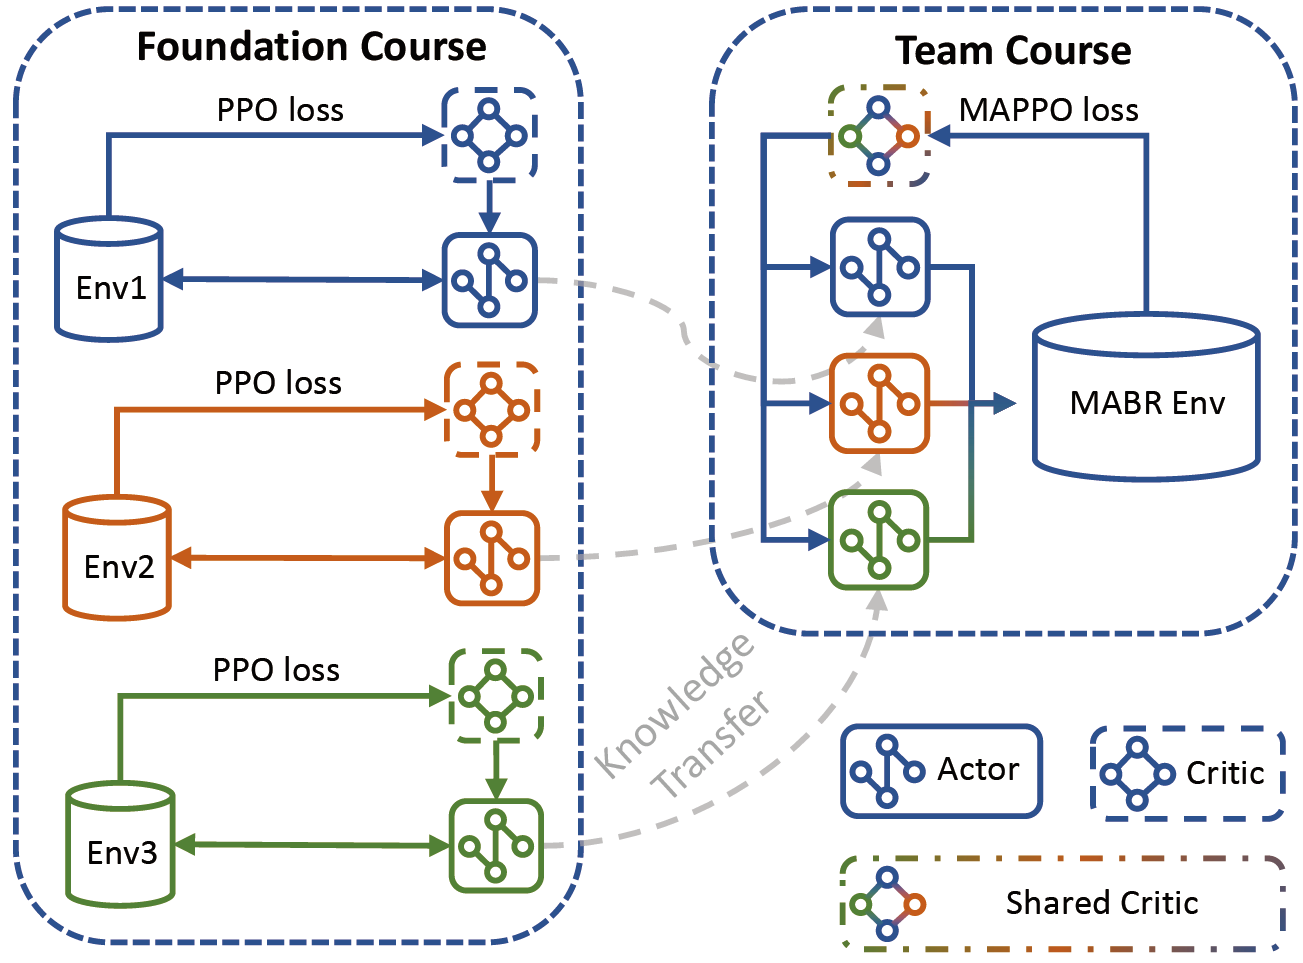 Foundation Course
PPO loss
Env1
PPO loss
Env2
PPO loss
Env3
Knowledge
Transfer
Team Course
MAPPO loss
MABR Env
Actor
Critic
Shared Critic